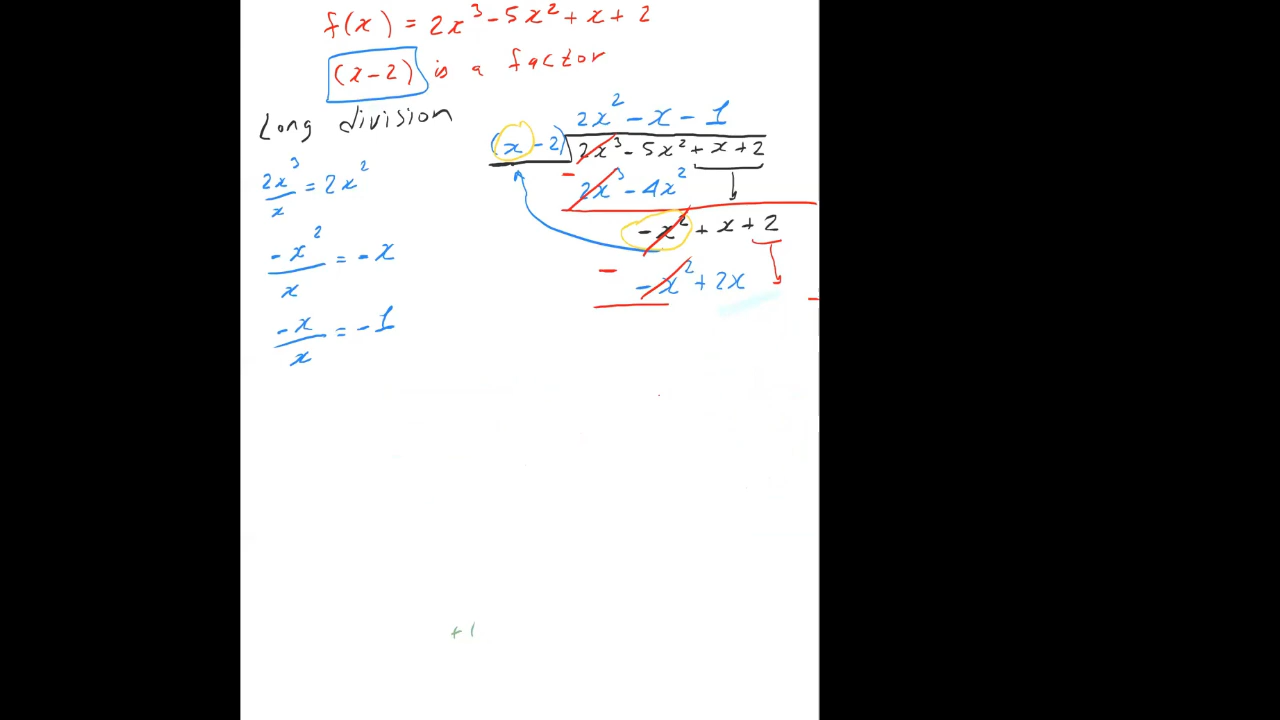 f(x) = 2x³ - 5x² + x + 2
(x - 2) is a factor
Long division
2x² - x - 1
(x - 2) 2x³ - 5x² + x + 2
2x³/x = 2x²
- 2x³ - 4x²
-x² + x + 2
-x²/x = -x
- -x² + 2x
-x/x = -1
+1